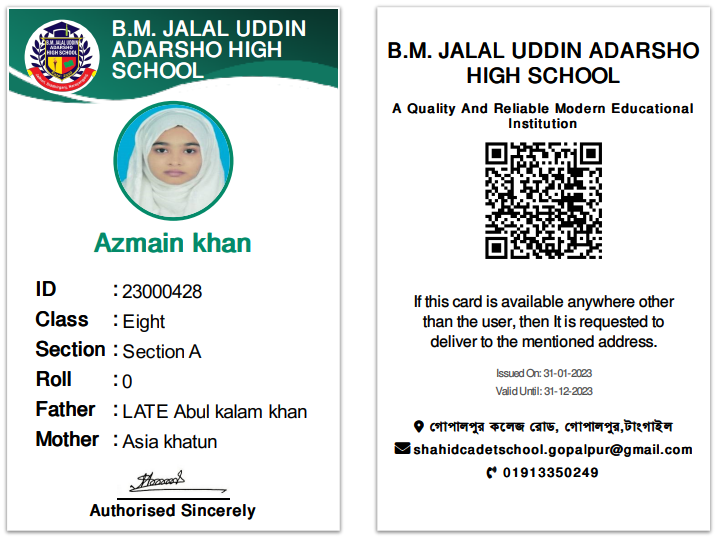 B.M. JALAL UDDIN
ADARSHO HIGH
SCHOOL
B.M. JALAL UDDIN
ADARSHO
HIGH SCHOOL
Azmain khan
ID : 23000428
Class : Eight
Section : Section A
Roll : 0
Father : LATE Abul kalam khan
Mother : Asia khatun
Authorised Sincerely
B.M. JALAL UDDIN ADARSHO
HIGH SCHOOL
A Quality And Reliable Modern Educational
Institution
If this card is available anywhere other
than the user, then It is requested to
deliver to the mentioned address.
Issued On: 31-01-2023
Valid Until: 31-12-2023
গোপালপুর কলেজ রোড, গোপালপুর,টাংগাইল
shahidcadetschool.gopalpur@gmail.com
01913350249